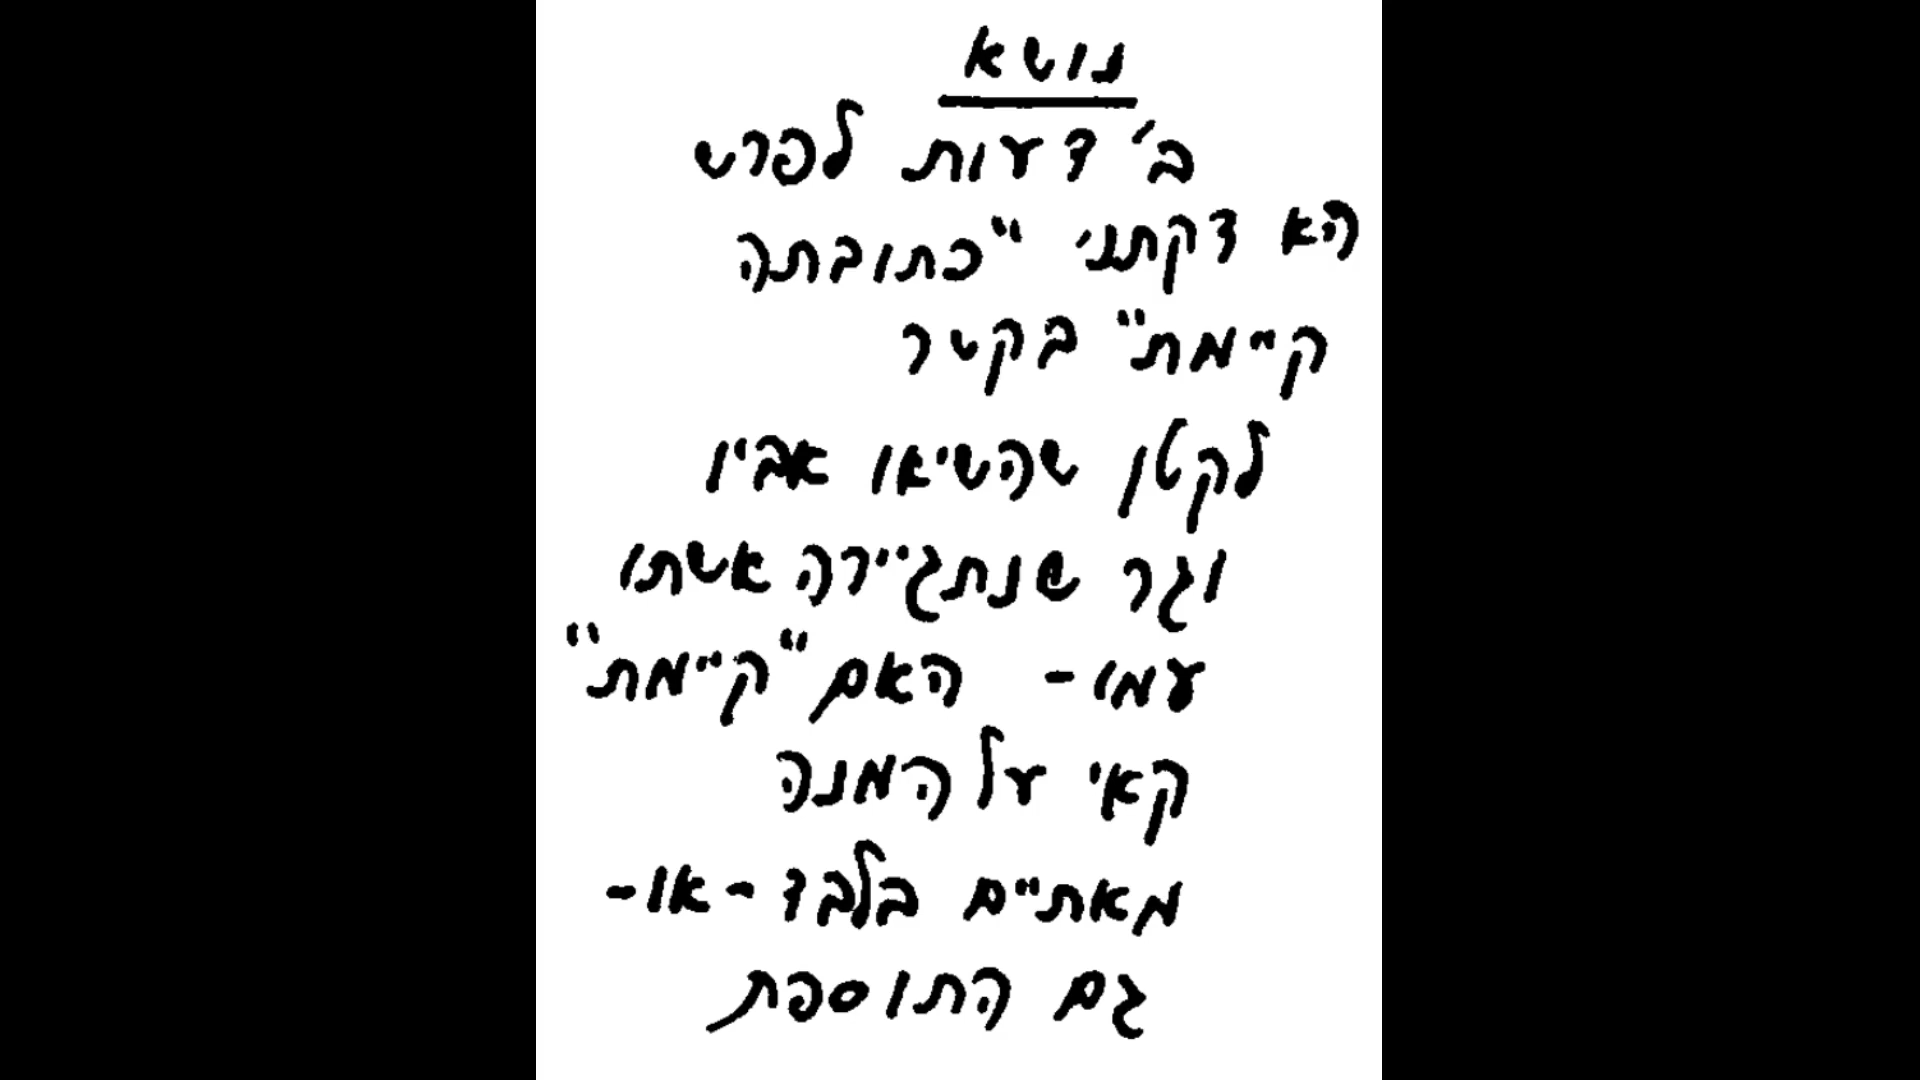 נושא
ב' דעות לפרש
הא דקתני "כתובתה
קיימת" בקשר
לקטן שהשיאו אביו
וגר שנתגיירה אשתו
עמו - האם "קיימת"
קאי על המנה
מאתיים בלבד - או -
גם התוספת